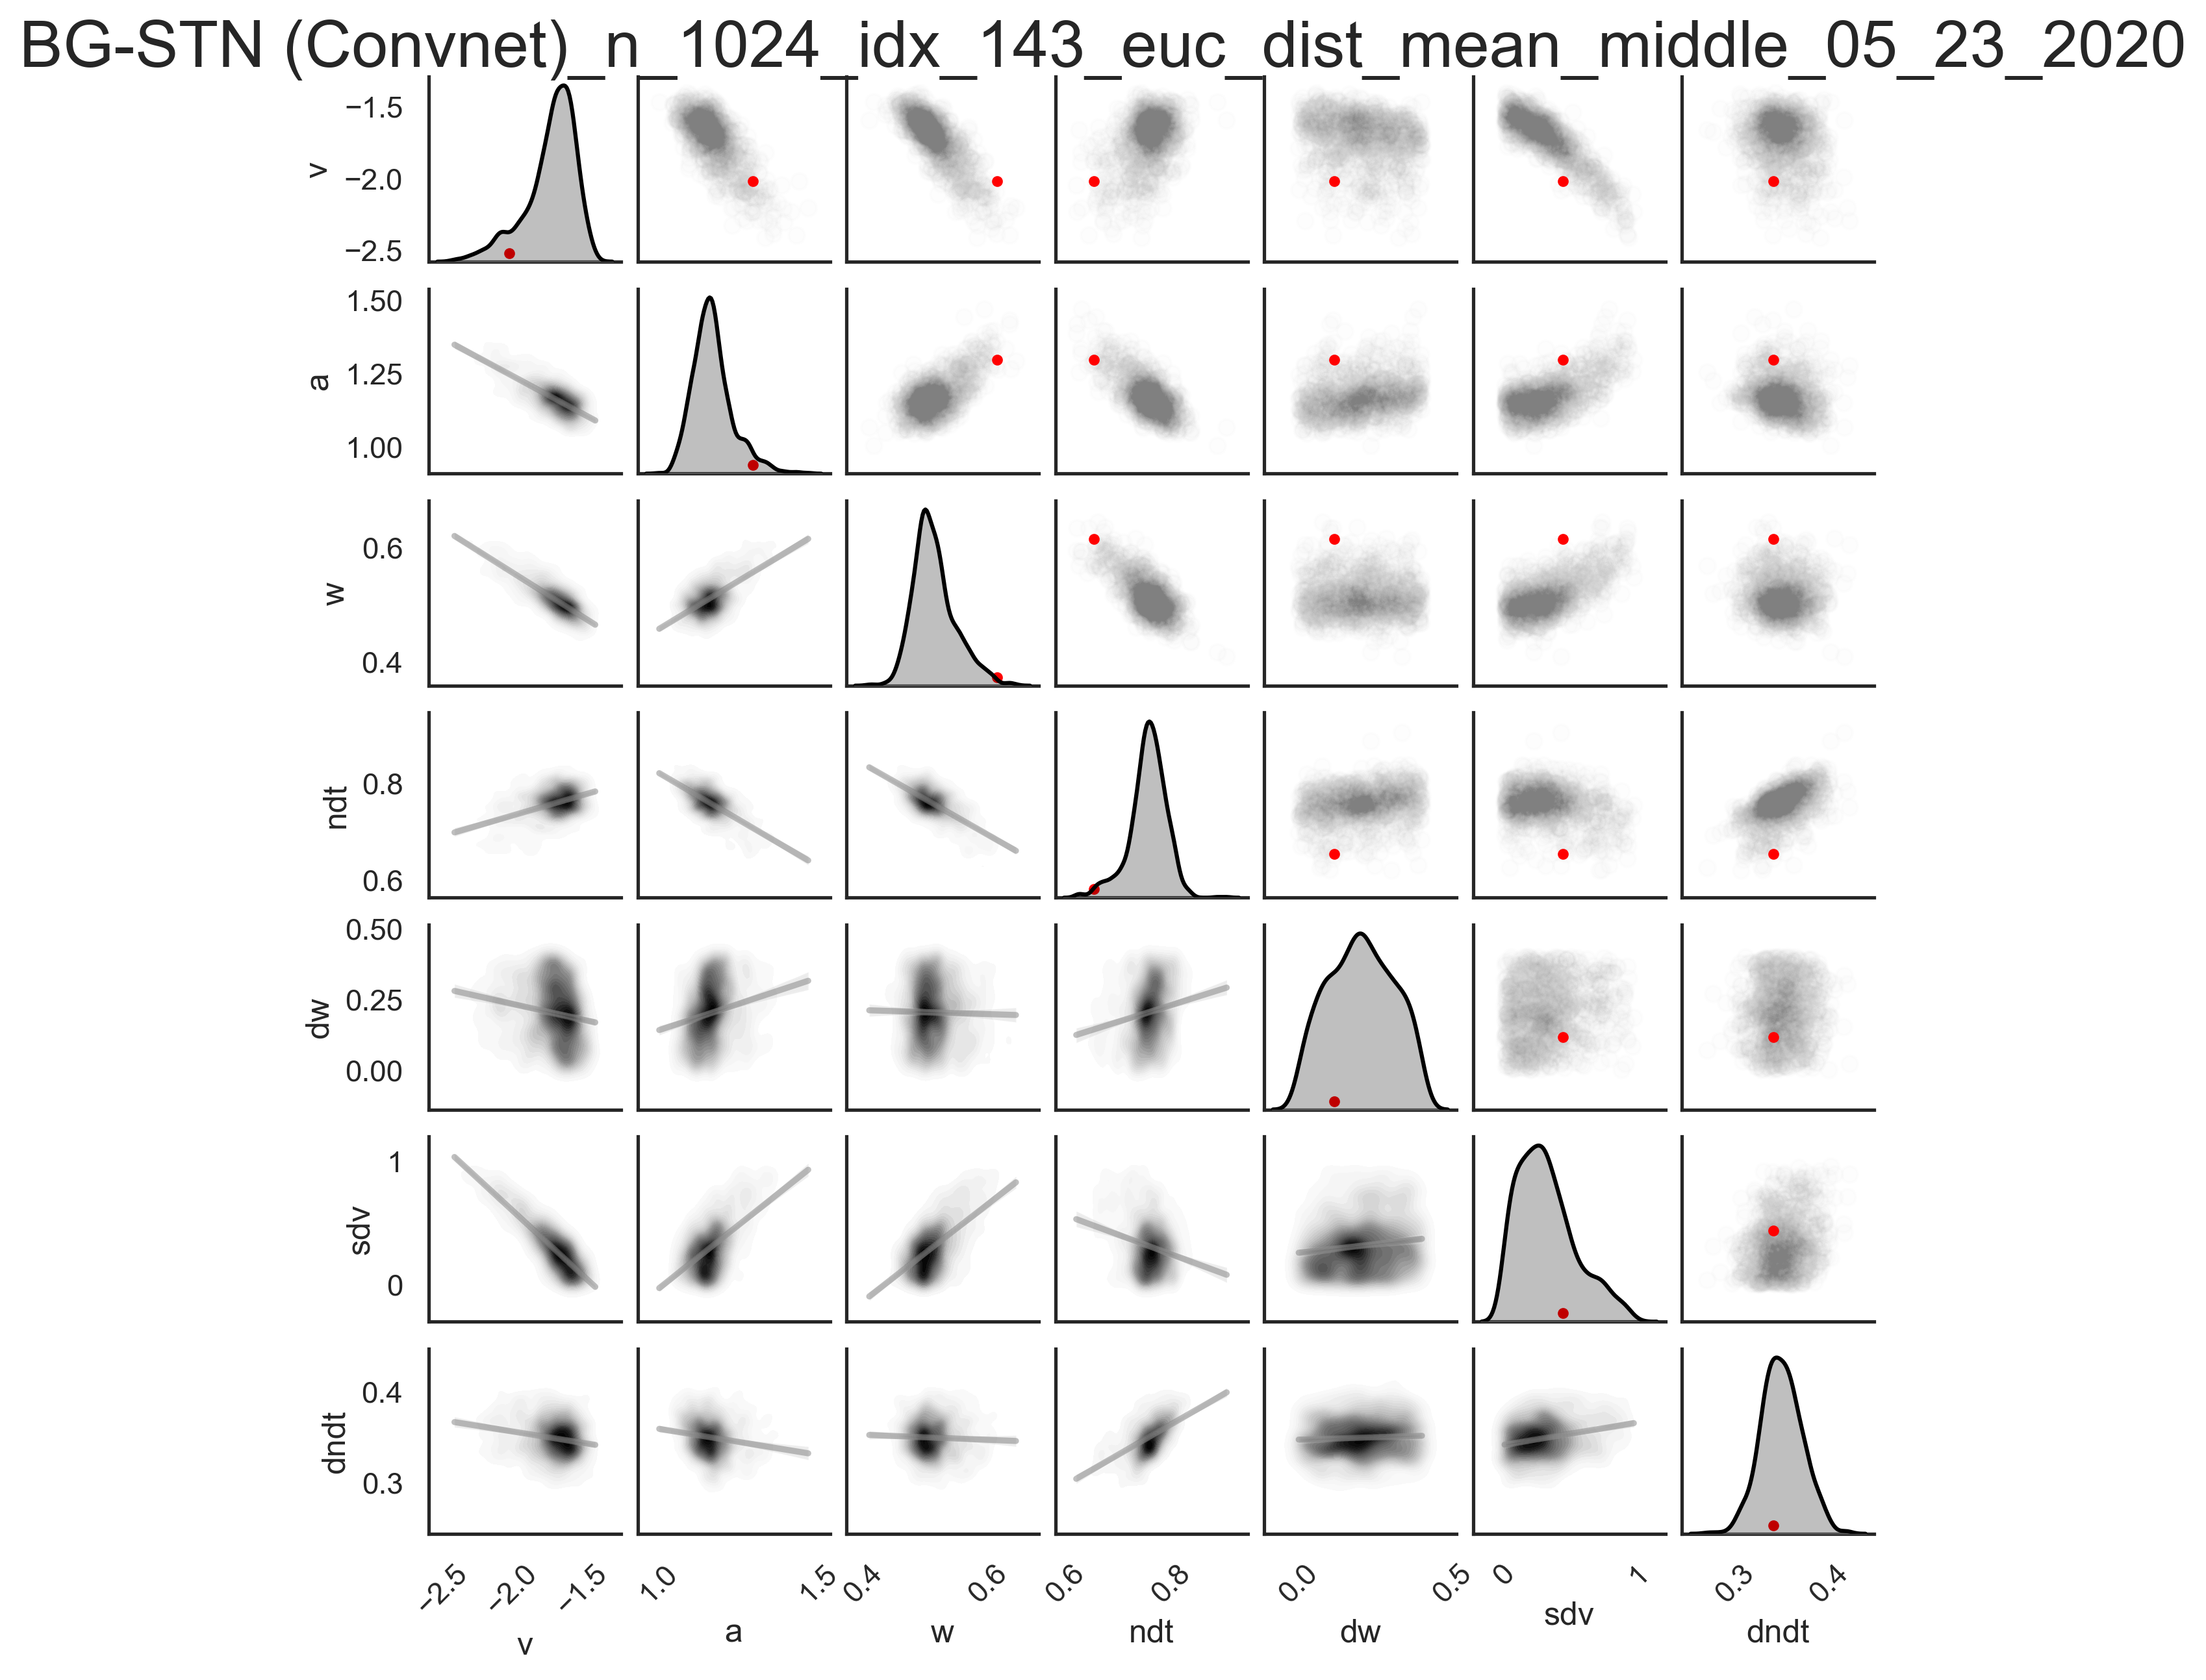 BG-STN (Convnet)_n_1024_idx_143_euc_dist_mean_middle_05_23_2020
−1.5
v
−2.0
−2.5
1.50
a
1.25
1.00
0.6
w
0.4
0.8
ndt
0.6
0.50
0.25
dw
0.00
1
sdv
0
0.4
dndt
0.3
−2.5 −2.0 −1.5 1.0 1.5 0.4 0.6 0.6 0.8 0.0 0.5 0 1 0.3 0.4
v a w ndt dw sdv dndt